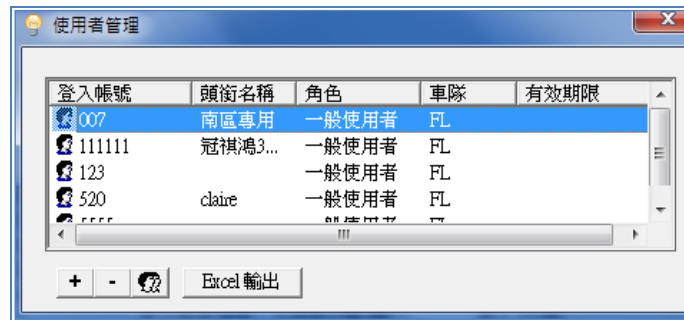 使用者管理
登入帳號 頭銜名稱 角色 車隊 有效期限
007 南區專用 一般使用者 FL
111111 冠祺鴻3... 一般使用者 FL
123 一般使用者 FL
520 claire 一般使用者 FL
+ - Excel 輸出